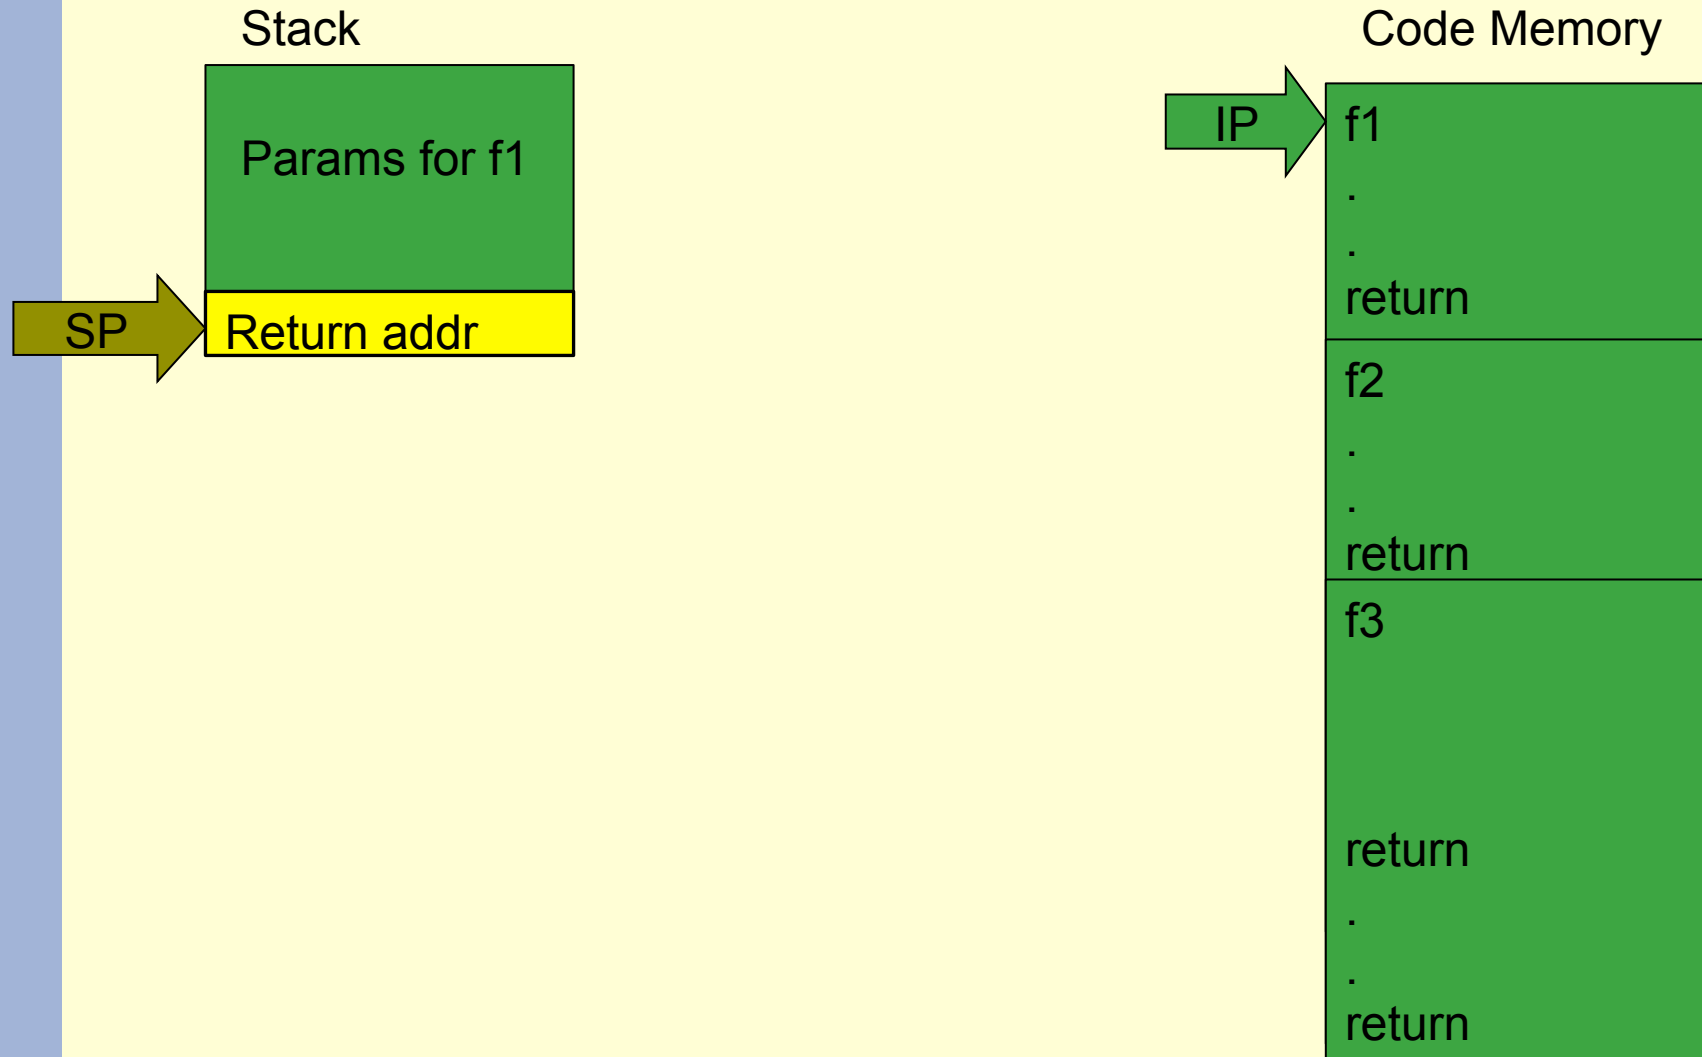 Stack
Params for f1
SP
Return addr
Code Memory
IP
f1
.
.
return
f2
.
.
return
f3
return
.
.
return